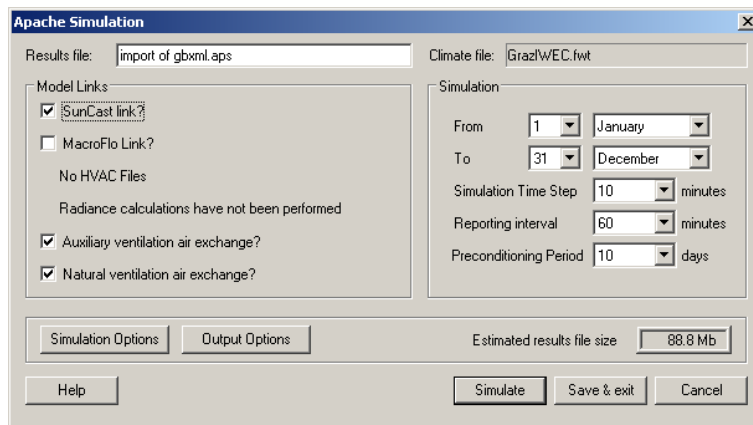 Apache Simulation
Results file: import of gbxml.aps Climate file: GrazIWEC.fwt
Model Links
SunCast link?
MacroFlo Link?
No HVAC Files
Radiance calculations have not been performed
Auxiliary ventilation air exchange?
Natural ventilation air exchange?
Simulation
From 1 January
To 31 December
Simulation Time Step 10 minutes
Reporting interval 60 minutes
Preconditioning Period 10 days
Simulation Options Output Options Estimated results file size 88.8 Mb
Help Simulate Save & exit Cancel